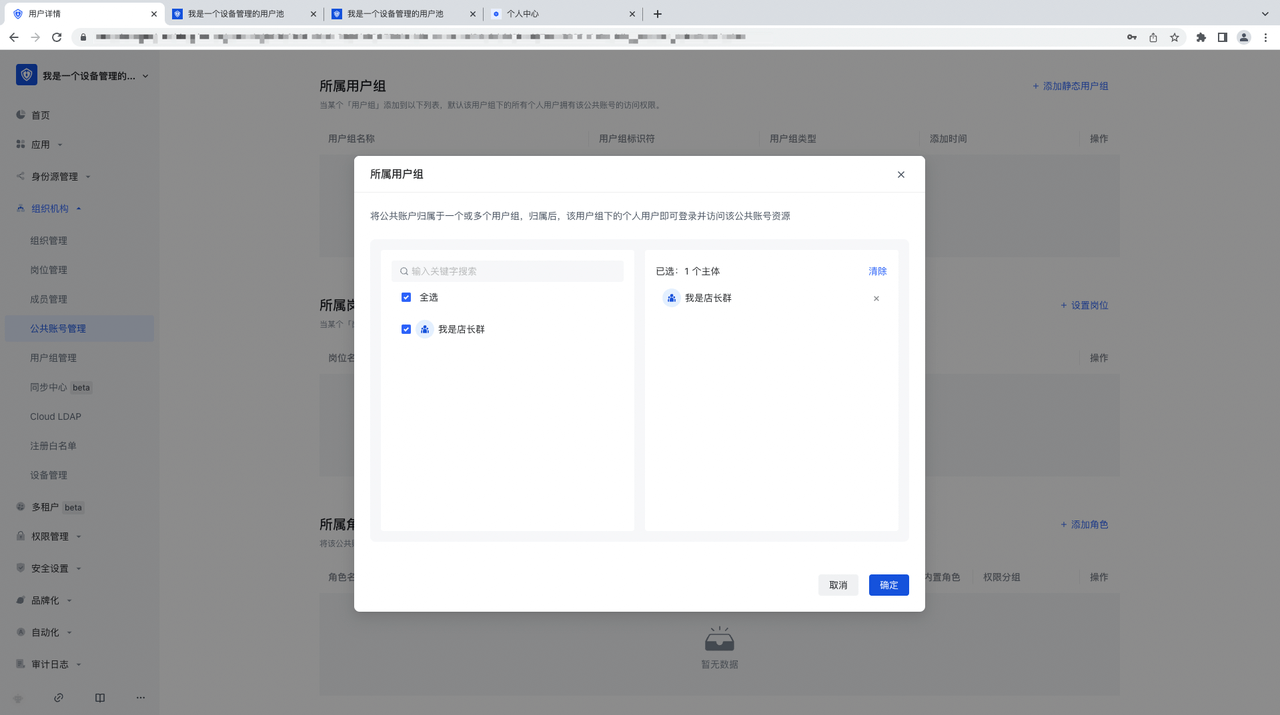 用户详情
我是一个设备管理的用户池
我是一个设备管理的用户池
个人中心
我是一个设备管理的...
首页
应用
身份源管理
组织机构
组织管理
岗位管理
成员管理
公共账号管理
用户组管理
同步中心 beta
Cloud LDAP
注册白名单
设备管理
多租户 beta
权限管理
安全设置
品牌化
自动化
审计日志
所属用户组
+ 添加静态用户组
当某个「用户组」添加到以下列表，默认该用户组下的所有个人用户拥有该公共账号的访问权限。
用户组名称 用户组标识符 用户组类型 添加时间 操作
所属用户组
将公共账户归属于一个或多个用户组，归属后，该用户组下的个人用户即可登录并访问该公共账号资源
输入关键字搜索
全选
我是店长群
已选：1 个主体 清除
我是店长群
取消 确定
所属岗
+ 设置岗位
当某个「
岗位名
操作
所属角
+ 添加角色
将该公共
角色名
内置角色 权限分组 操作
暂无数据